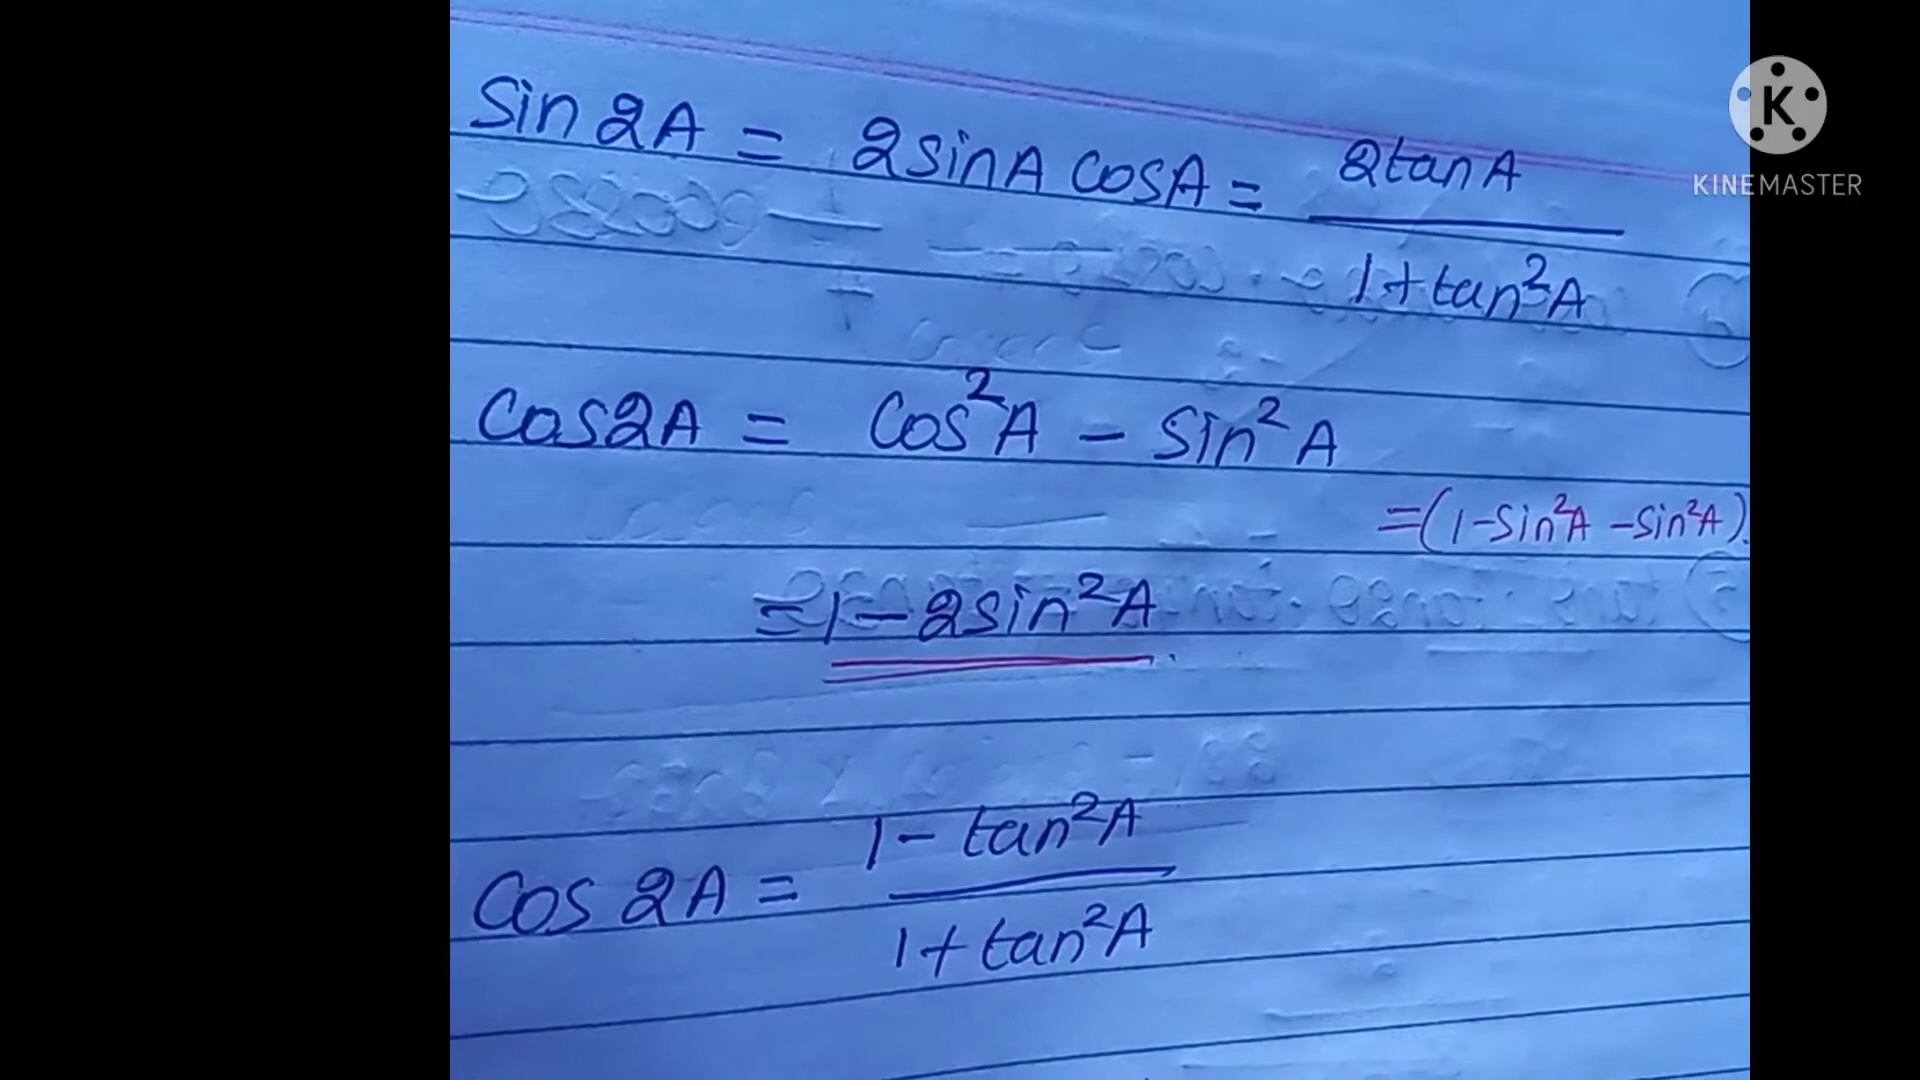 sin 2A = 2sinA cosA = 2tanA / 1+tan²A
cos2A = cos²A - sin²A
=(1-sin²A -sin²A).
=1-2sin²A.
cos 2A = 1-tan²A / 1+tan²A
KINEMASTER